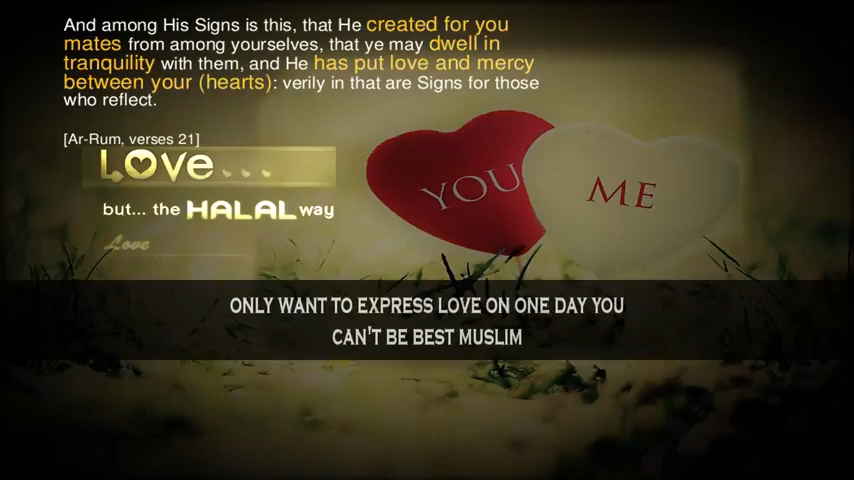 And among His Signs is this, that He created for you
mates from among yourselves, that ye may dwell in
tranquility with them, and He has put love and mercy
between your (hearts): verily in that are Signs for those
who reflect.
[Ar-Rum, verses 21]
LOVe...
but... the HALAL way
Love
YOU
ME
ONLY WANT TO EXPRESS LOVE ON ONE DAY YOU
CAN'T BE BEST MUSLIM